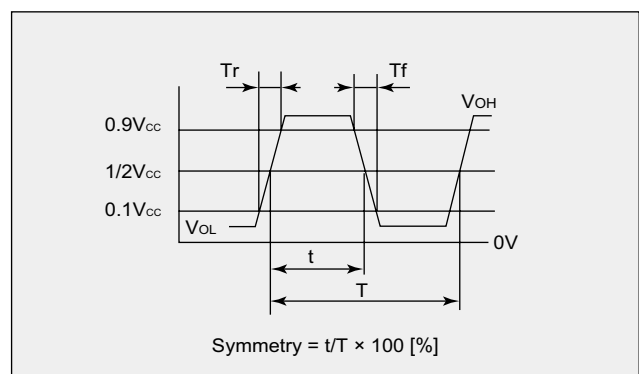 Tr Tf
VOH
0.9Vcc
1/2Vcc
0.1Vcc
VOL
0V
t
T
Symmetry = t/T × 100 [%]